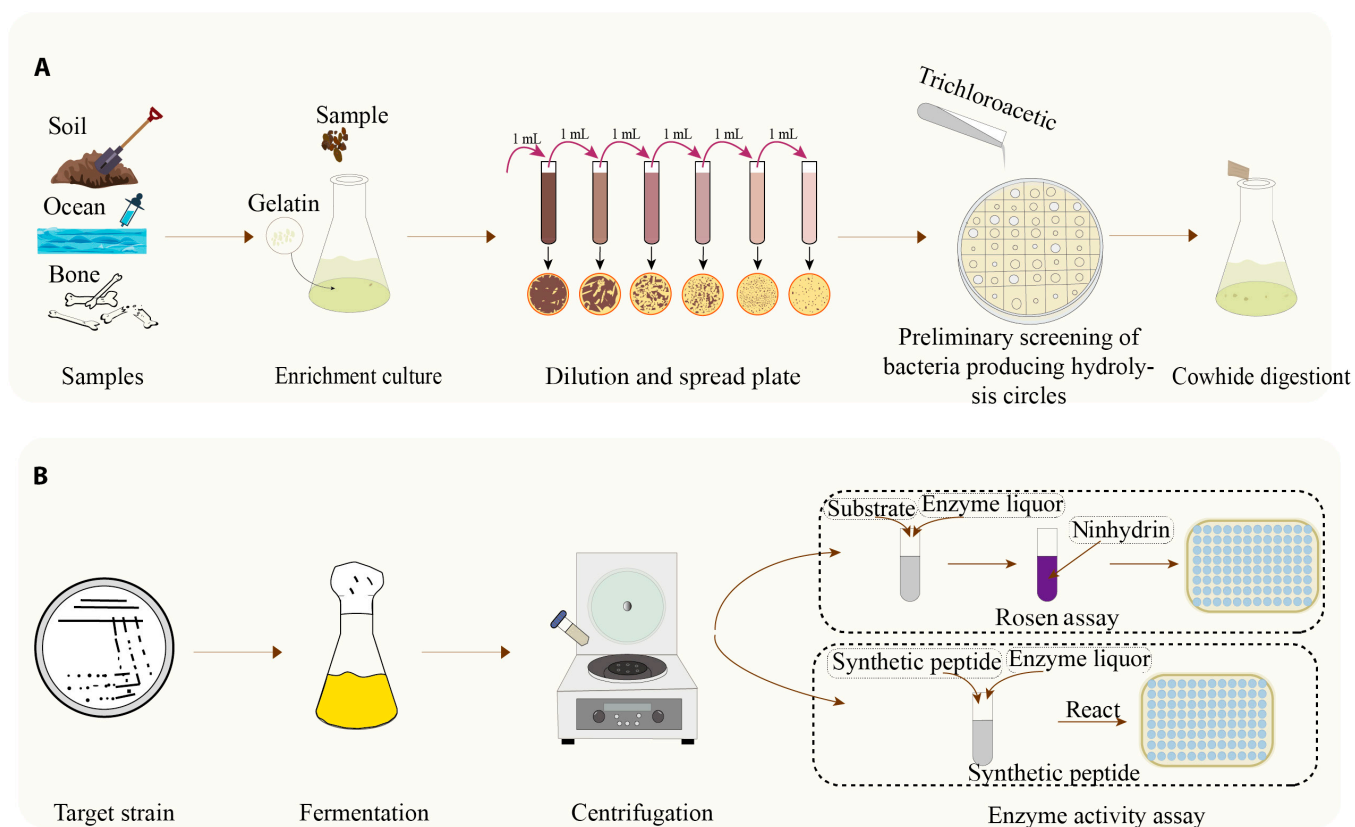 A
Soil
Ocean
Bone
Samples
Sample
Gelatin
Enrichment culture
1 mL
1 mL
1 mL
1 mL
1 mL
1 mL
Dilution and spread plate
Trichloroacetic
Preliminary screening of
bacteria producing hydroly-
sis circles
Cowhide digestiont
B
Target strain
Fermentation
Centrifugation
Substrate
Enzyme liquor
Ninhydrin
Rosen assay
Synthetic peptide
Enzyme liquor
React
Synthetic peptide
Enzyme activity assay